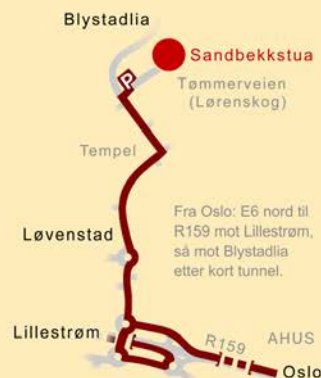 Blystadlia
Sandbekkstua
P
Tømmerveien
(Lørenskog)
Tempel
Fra Oslo: E6 nord til
R159 mot Lillestrøm,
så mot Blystadlia
etter kort tunnel.
Løvenstad
Lillestrøm
R159
AHUS
Oslo